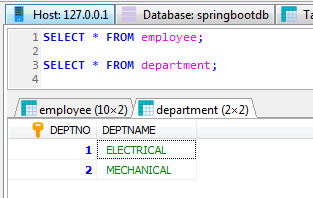 Host: 127.0.0.1 Database: springbootdb Ta
1 SELECT * FROM employee;
2
3 SELECT * FROM department;
4
employee (10×2) department (2×2)
DEPTNO DEPTNAME
1 ELECTRICAL
2 MECHANICAL